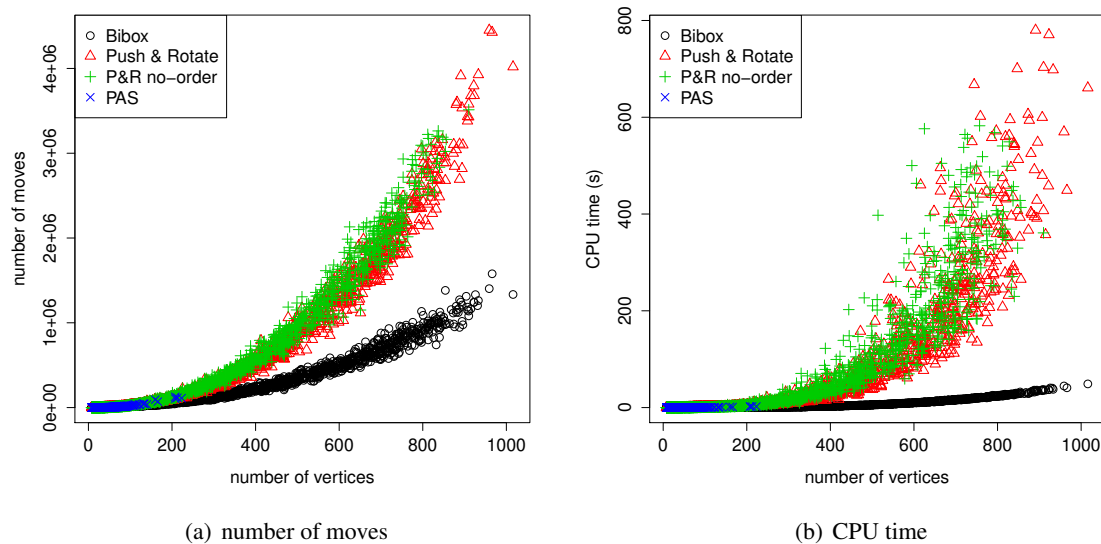 Bibox
Push & Rotate
P&R no−order
PAS
number of moves
0e+00
1e+06
2e+06
3e+06
4e+06
0 200 400 600 800 1000
number of vertices
(a) number of moves
Bibox
Push & Rotate
P&R no−order
PAS
CPU time (s)
0
200
400
600
800
0 200 400 600 800 1000
number of vertices
(b) CPU time